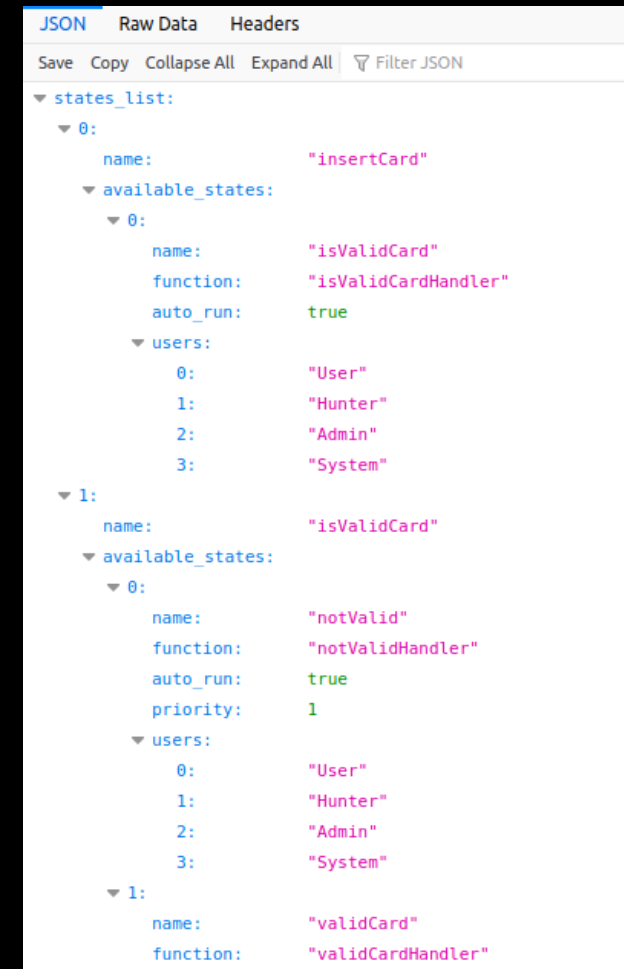 JSON Raw Data Headers
Save Copy Collapse All Expand All Filter JSON
states_list:
0:
name: "insertCard"
available_states:
0:
name: "isValidCard"
function: "isValidCardHandler"
auto_run: true
users:
0: "User"
1: "Hunter"
2: "Admin"
3: "System"
1:
name: "isValidCard"
available_states:
0:
name: "notValid"
function: "notValidHandler"
auto_run: true
priority: 1
users:
0: "User"
1: "Hunter"
2: "Admin"
3: "System"
1:
name: "validCard"
function: "validCardHandler"